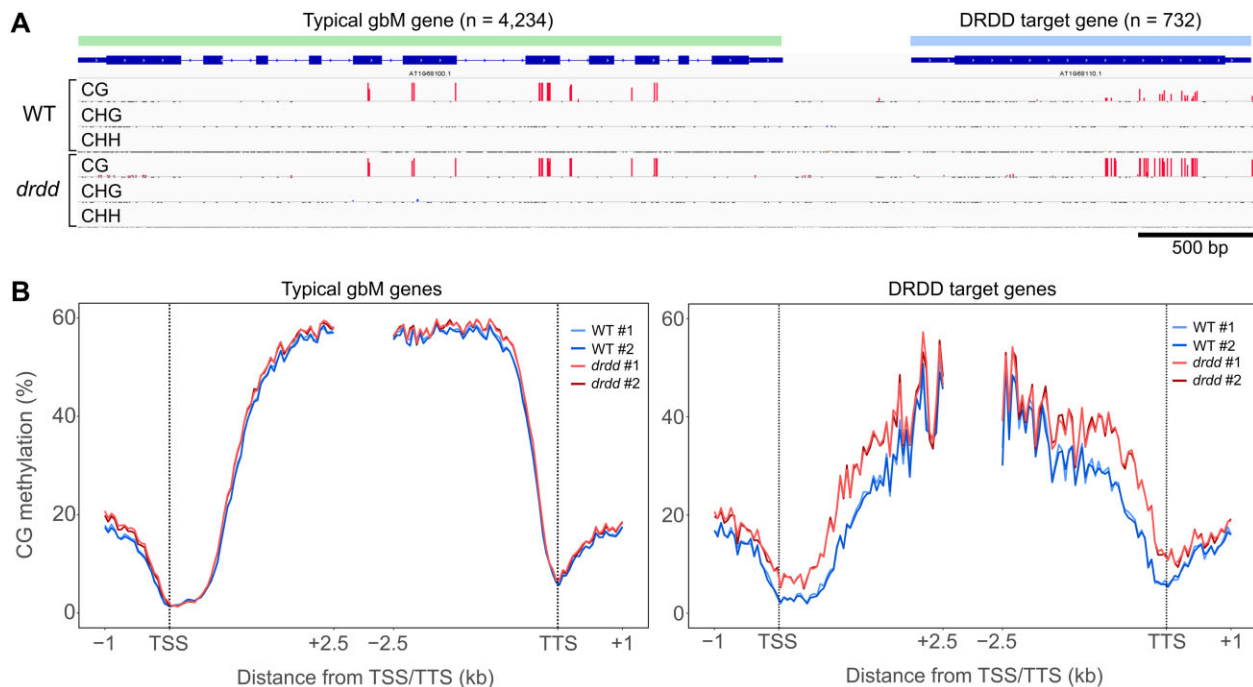 A
Typical gbM gene (n = 4,234)
DRDD target gene (n = 732)
AT1G68100.1
AT1G68110.1
WT
CG
CHG
CHH
drdd
CG
CHG
CHH
500 bp
B
Typical gbM genes
DRDD target genes
CG methylation (%)
60
40
20
0
WT #1
WT #2
drdd #1
drdd #2
−1
TSS
+2.5
−2.5
TTS
+1
Distance from TSS/TTS (kb)
60
40
20
0
WT #1
WT #2
drdd #1
drdd #2
−1
TSS
+2.5
−2.5
TTS
+1
Distance from TSS/TTS (kb)